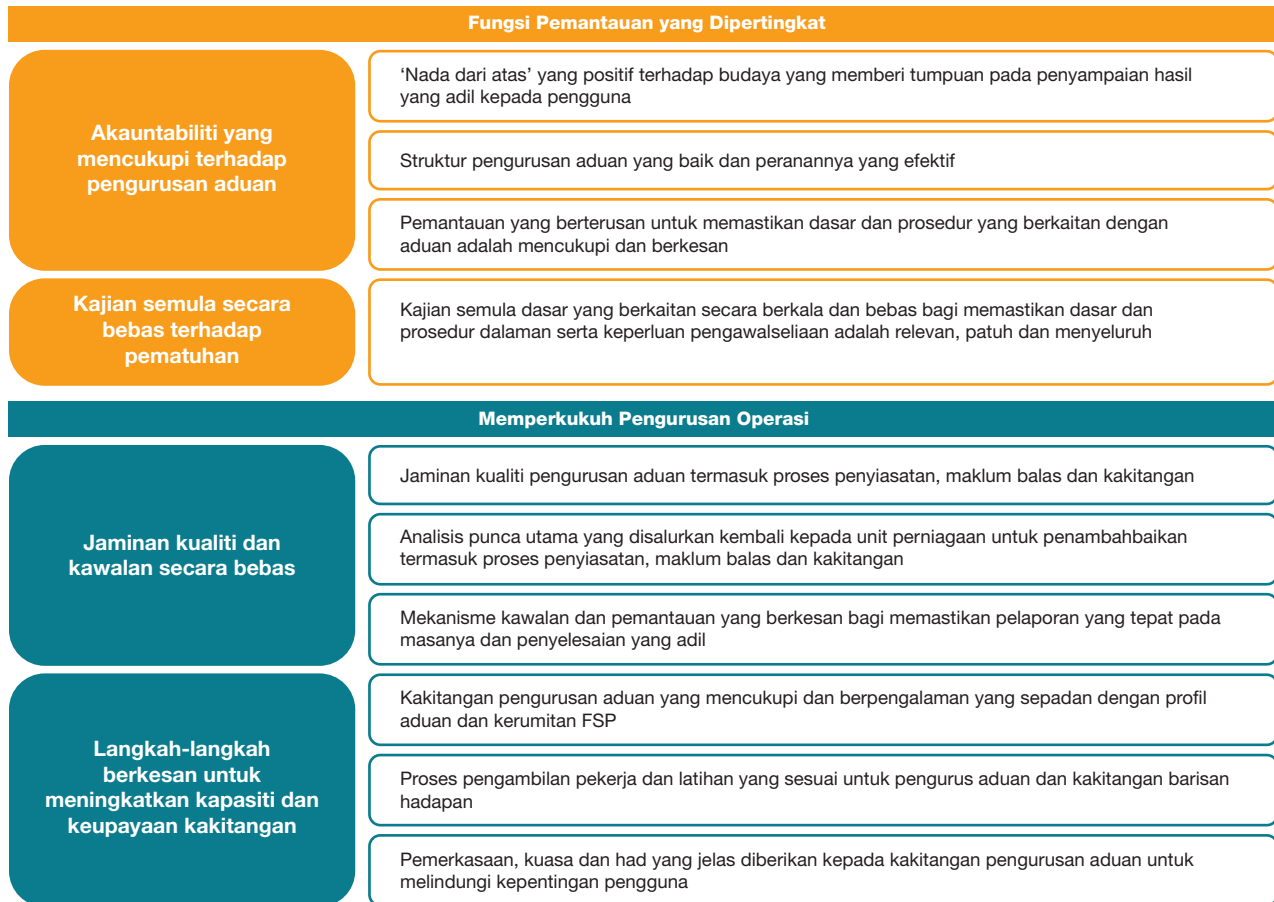 Fungsi Pemantauan yang Dipertingkat
Akauntabiliti yang
mencukupi terhadap
pengurusan aduan
‘Nada dari atas’ yang positif terhadap budaya yang memberi tumpuan pada penyampaian hasil
yang adil kepada pengguna
Struktur pengurusan aduan yang baik dan peranannya yang efektif
Pemantauan yang berterusan untuk memastikan dasar dan prosedur yang berkaitan dengan
aduan adalah mencukupi dan berkesan
Kajian semula secara
bebas terhadap
pematuhan
Kajian semula dasar yang berkaitan secara berkala dan bebas bagi memastikan dasar dan
prosedur dalaman serta keperluan pengawalseliaan adalah relevan, patuh dan menyeluruh
Memperkukuh Pengurusan Operasi
Jaminan kualiti dan
kawalan secara bebas
Jaminan kualiti pengurusan aduan termasuk proses penyiasatan, maklum balas dan kakitangan
Analisis punca utama yang disalurkan kembali kepada unit perniagaan untuk penambahbaikan
termasuk proses penyiasatan, maklum balas dan kakitangan
Mekanisme kawalan dan pemantauan yang berkesan bagi memastikan pelaporan yang tepat pada
masanya dan penyelesaian yang adil
Langkah-langkah
berkesan untuk
meningkatkan kapasiti dan
keupayaan kakitangan
Kakitangan pengurusan aduan yang mencukupi dan berpengalaman yang sepadan dengan profil
aduan dan kerumitan FSP
Proses pengambilan pekerja dan latihan yang sesuai untuk pengurus aduan dan kakitangan barisan
hadapan
Pemerkasaan, kuasa dan had yang jelas diberikan kepada kakitangan pengurusan aduan untuk
melindungi kepentingan pengguna